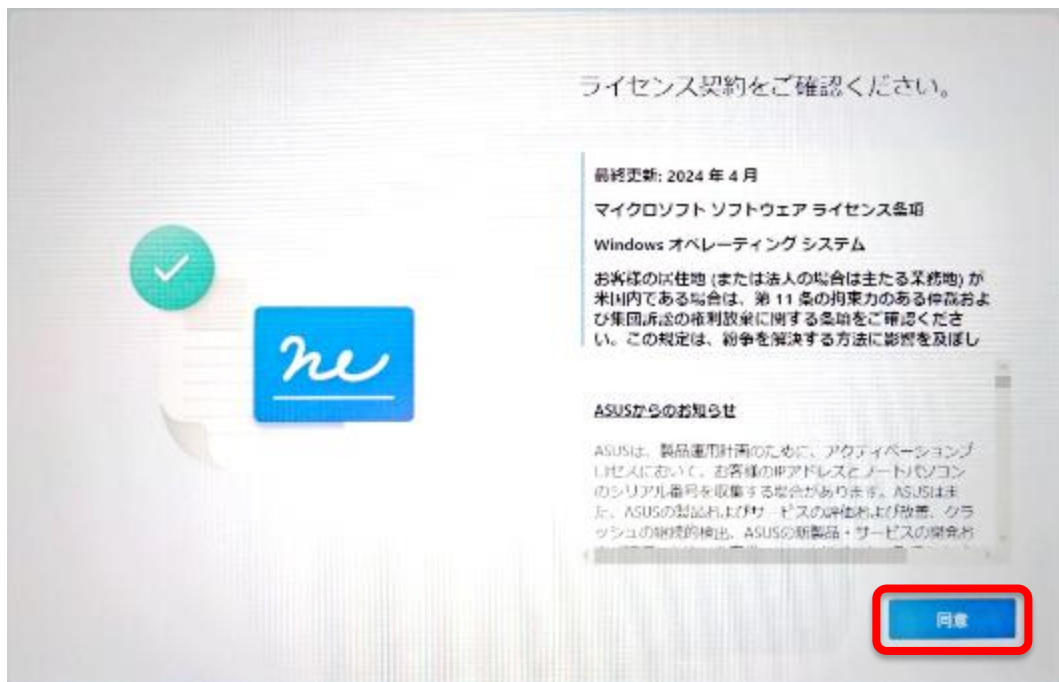 ライセンス契約をご確認ください。
最終更新: 2024 年 4 月
マイクロソフト ソフトウェア ライセンス条項
Windows オペレーティング システム
お客様の居住地 (または法人の場合は主たる業務地) が
米国内である場合は、第 11 条の拘束力のある仲裁およ
び集団訴訟の権利放棄に関する条項をご確認くださ
い。この規定は、紛争を解決する方法に影響を及ぼし
ASUSからのお知らせ
ASUSは、製品運用計画のために、アクティベーションプ
ロセスにおいて、お客様のIPアドレスとノートパソコン
のシリアル番号を収集する場合があります。ASUSはま
た、ASUSの製品およびサービスの評価および改善、クラ
ッシュの継続的検出、ASUSの新製品・サービスの開発お
同意